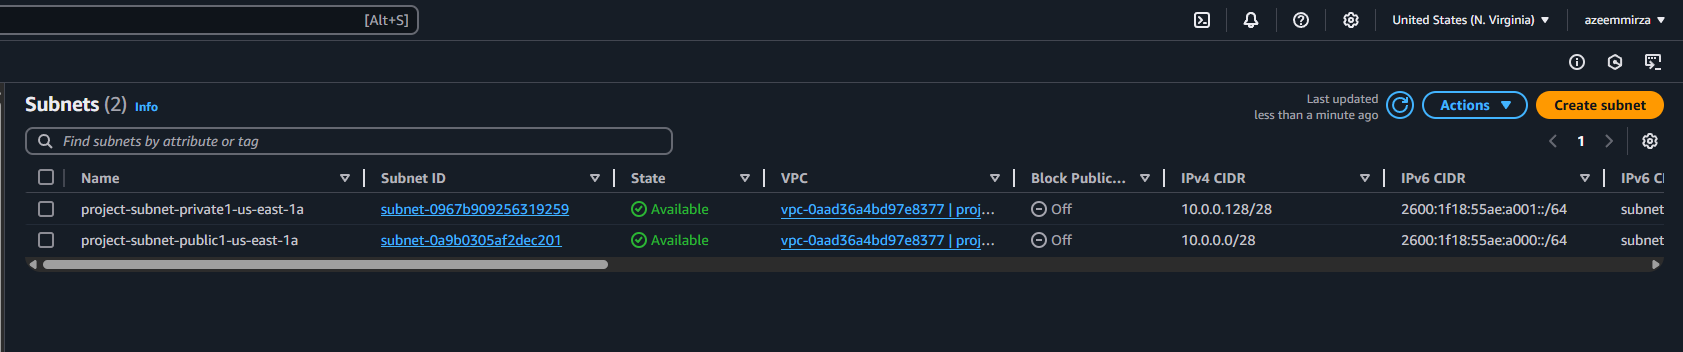 [Alt+S] United States (N. Virginia) azeemmirza
Subnets (2) Info
Last updated
less than a minute ago
Actions Create subnet
Find subnets by attribute or tag
1
Name Subnet ID State VPC Block Public... IPv4 CIDR IPv6 CIDR IPv6 CI
project-subnet-private1-us-east-1a subnet-0967b909256319259 Available vpc-0aad36a4bd97e8377 | proj... Off 10.0.0.128/28 2600:1f18:55ae:a001::/64 subnet
project-subnet-public1-us-east-1a subnet-0a9b0305af2dec201 Available vpc-0aad36a4bd97e8377 | proj... Off 10.0.0.0/28 2600:1f18:55ae:a000::/64 subnet